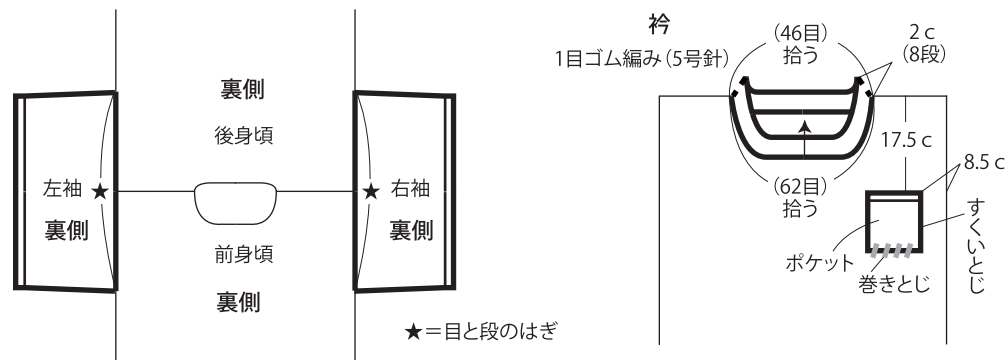 裏側
後身頃
左袖 ★
裏側
★ 右袖
裏側
前身頃
裏側
★＝目と段のはぎ
衿
1目ゴム編み（5号針）
（46目）
拾う
2 c
（8段）
17.5 c
8.5 c
（62目）
拾う
ポケット
巻きとじ
すくいとじ